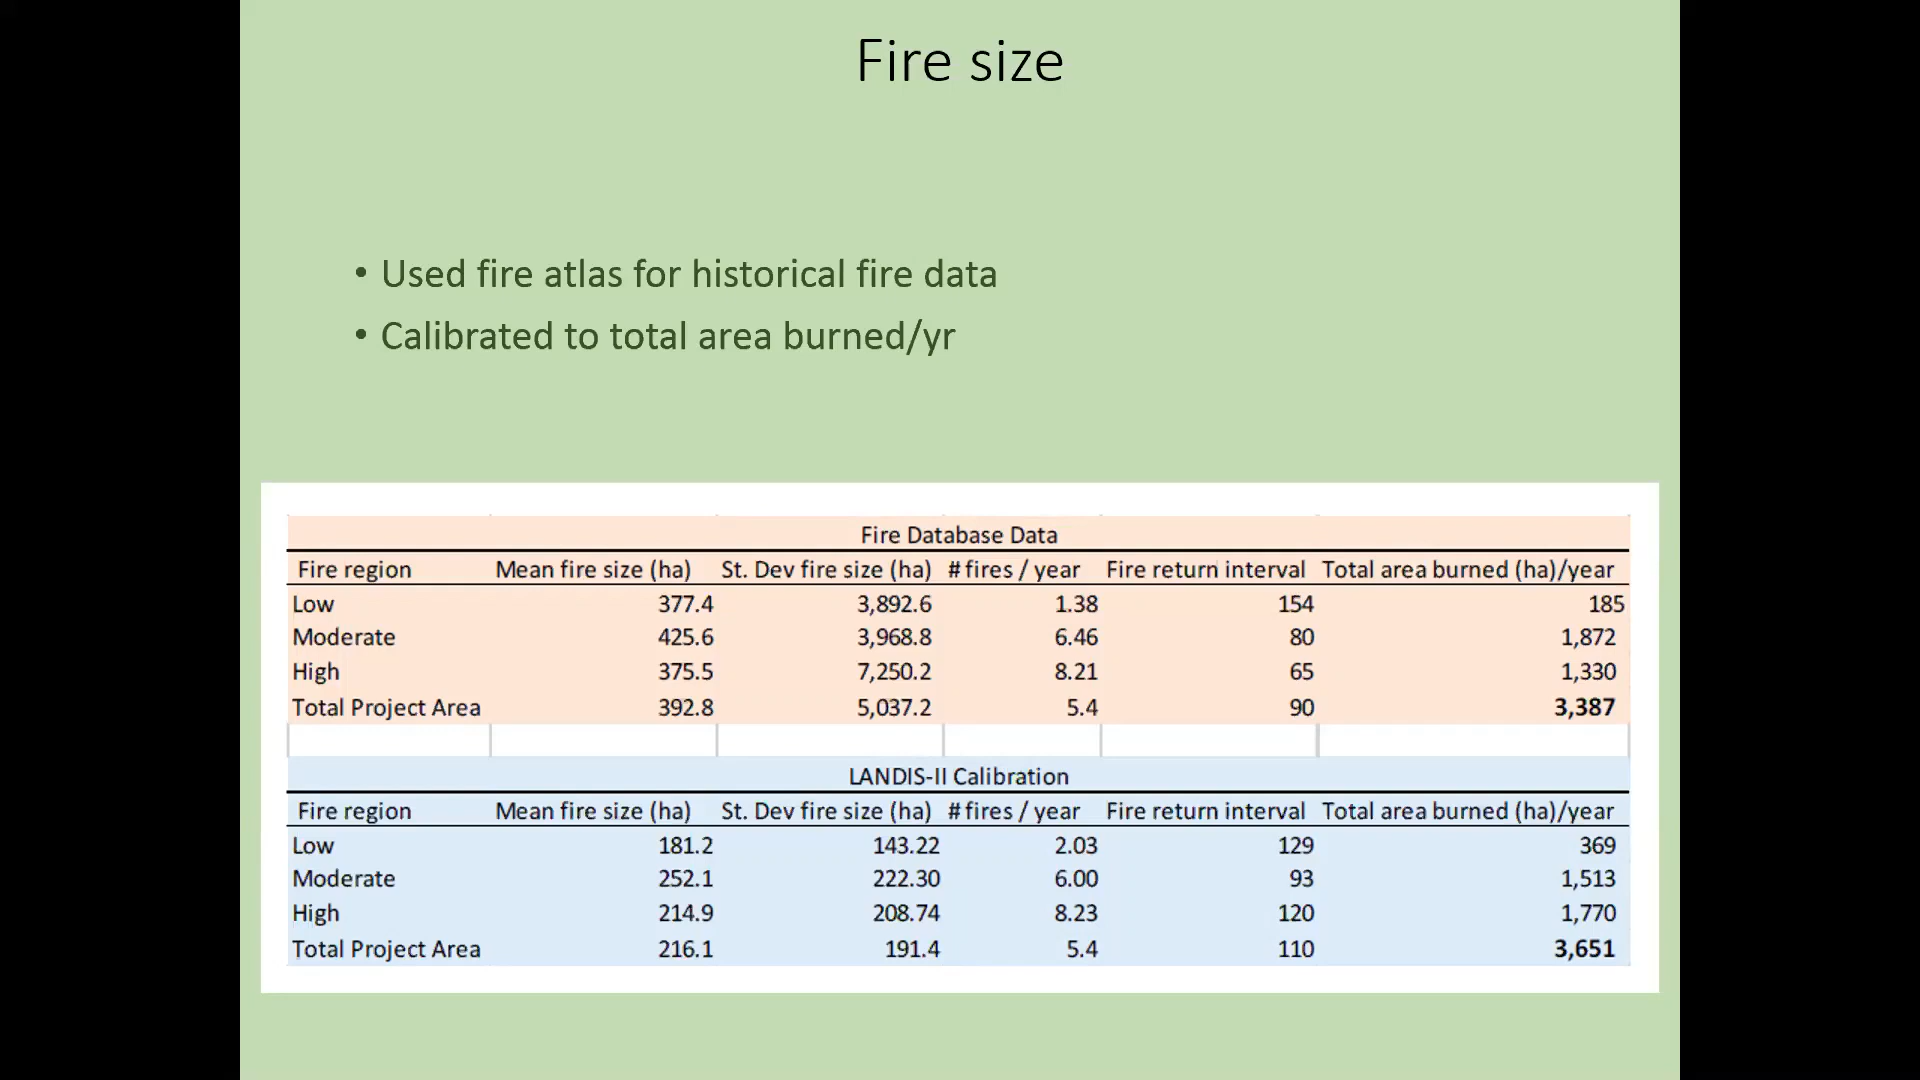 Fire size
• Used fire atlas for historical fire data
• Calibrated to total area burned/yr
Fire Database Data
Fire region Mean fire size (ha) St. Dev fire size (ha) # fires / year Fire return interval Total area burned (ha)/year
Low 377.4 3,892.6 1.38 154 185
Moderate 425.6 3,968.8 6.46 80 1,872
High 375.5 7,250.2 8.21 65 1,330
Total Project Area 392.8 5,037.2 5.4 90 3,387
LANDIS-II Calibration
Fire region Mean fire size (ha) St. Dev fire size (ha) # fires / year Fire return interval Total area burned (ha)/year
Low 181.2 143.22 2.03 129 369
Moderate 252.1 222.30 6.00 93 1,513
High 214.9 208.74 8.23 120 1,770
Total Project Area 216.1 191.4 5.4 110 3,651